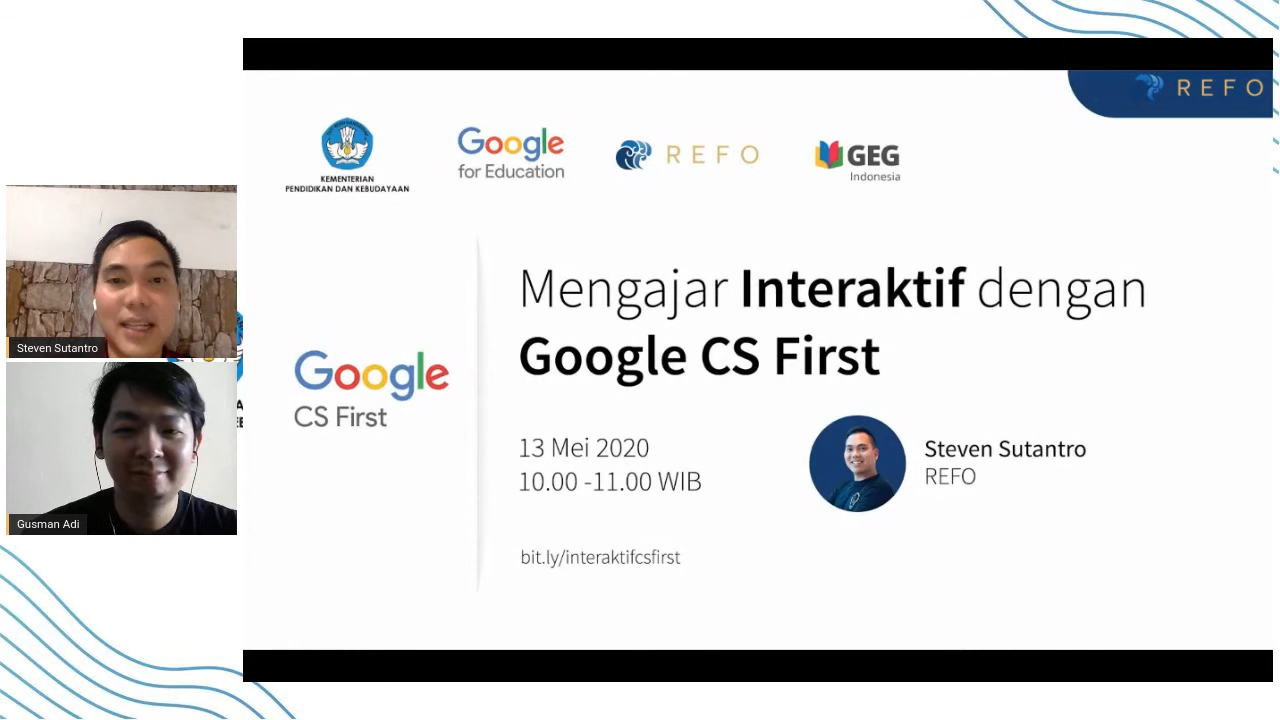 REFO
KEMENTERIAN
PENDIDIKAN DAN KEBUDAYAAN
Google
for Education
REFO
GEG
Indonesia
Mengajar Interaktif dengan
Google CS First
Google
CS First
13 Mei 2020
10.00 -11.00 WIB
Steven Sutantro
REFO
bit.ly/interaktifcsfirst
Steven Sutantro
Gusman Adi